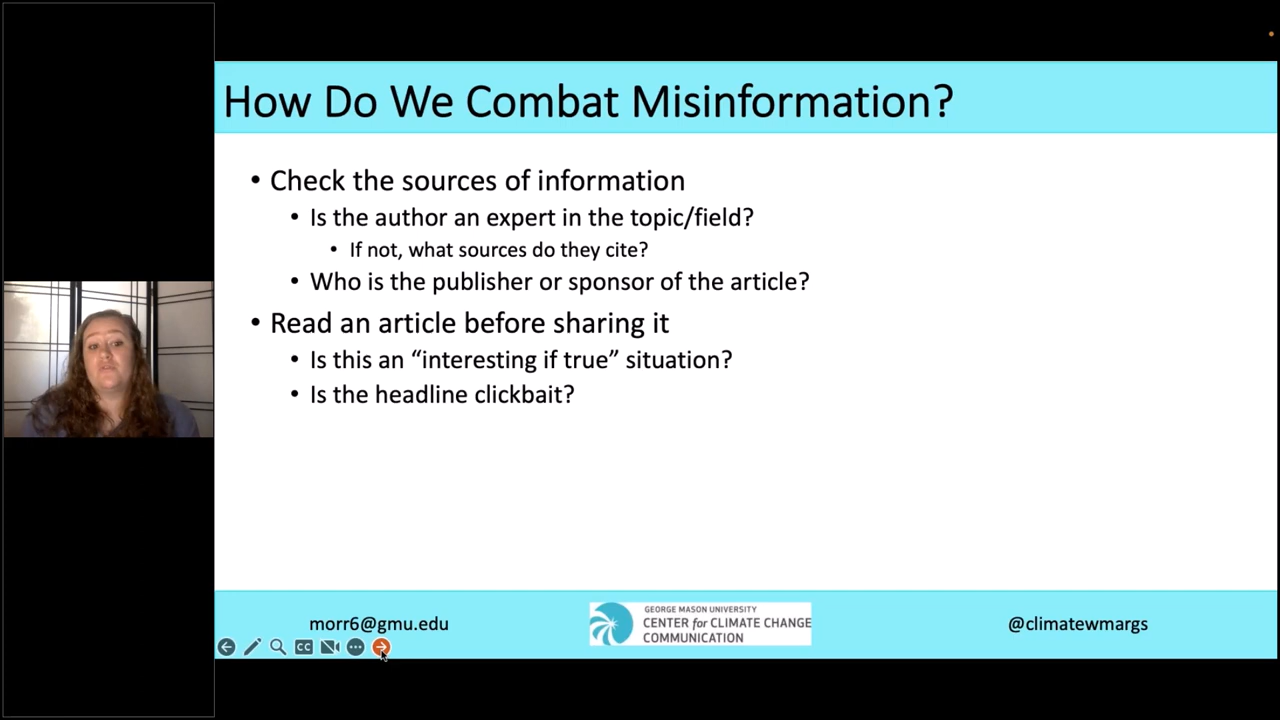 How Do We Combat Misinformation?
• Check the sources of information
• Is the author an expert in the topic/field?
• If not, what sources do they cite?
• Who is the publisher or sponsor of the article?
• Read an article before sharing it
• Is this an “interesting if true” situation?
• Is the headline clickbait?
morr6@gmu.edu
GEORGE MASON UNIVERSITY
CENTER for CLIMATE CHANGE
COMMUNICATION
@climatewmargs
CC